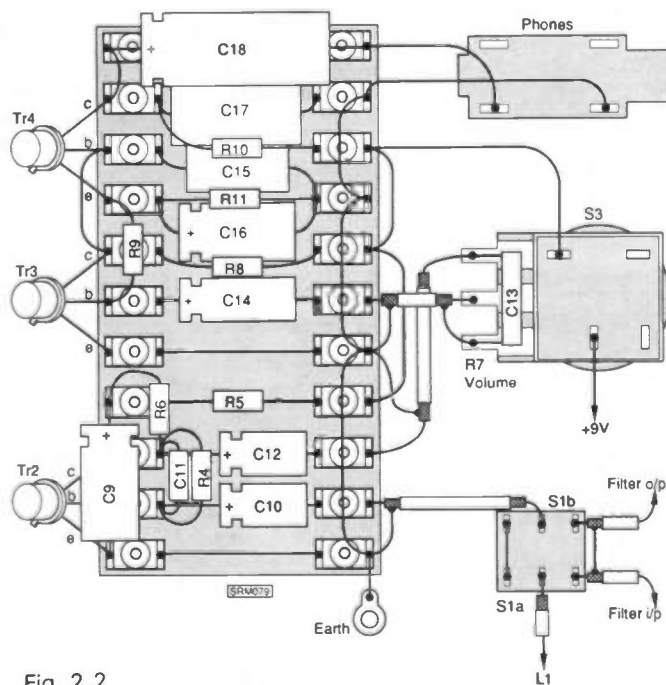 Phones
C18
+
C17
Tr4
c
b
e
R10
C15
R11
+
C16
S3
R9
R8
Tr3
c
b
e
+
C14
C13
R7
Volume
+9V
R6
R5
+
C9
Tr2
c
b
e
C11
R4
+
C12
+
C10
Filter o/p
S1b
S1a
Filter i/p
SRM079
Earth
L1
Fig. 2.2